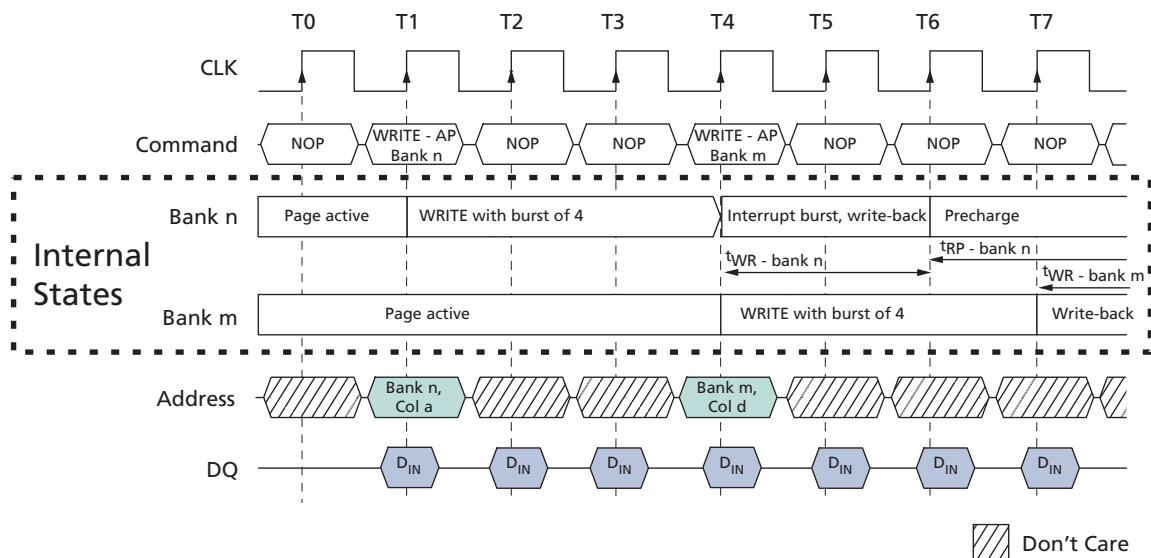 T0 T1 T2 T3 T4 T5 T6 T7
CLK
Command NOP WRITE - AP Bank n NOP NOP WRITE - AP Bank m NOP NOP NOP
Internal States
Bank n Page active WRITE with burst of 4 Interrupt burst, write-back Precharge
tWR - bank n tRP - bank n
tWR - bank m
Bank m Page active WRITE with burst of 4 Write-back
Address Bank n, Col a Bank m, Col d
DQ DIN DIN DIN DIN DIN DIN DIN
Don't Care